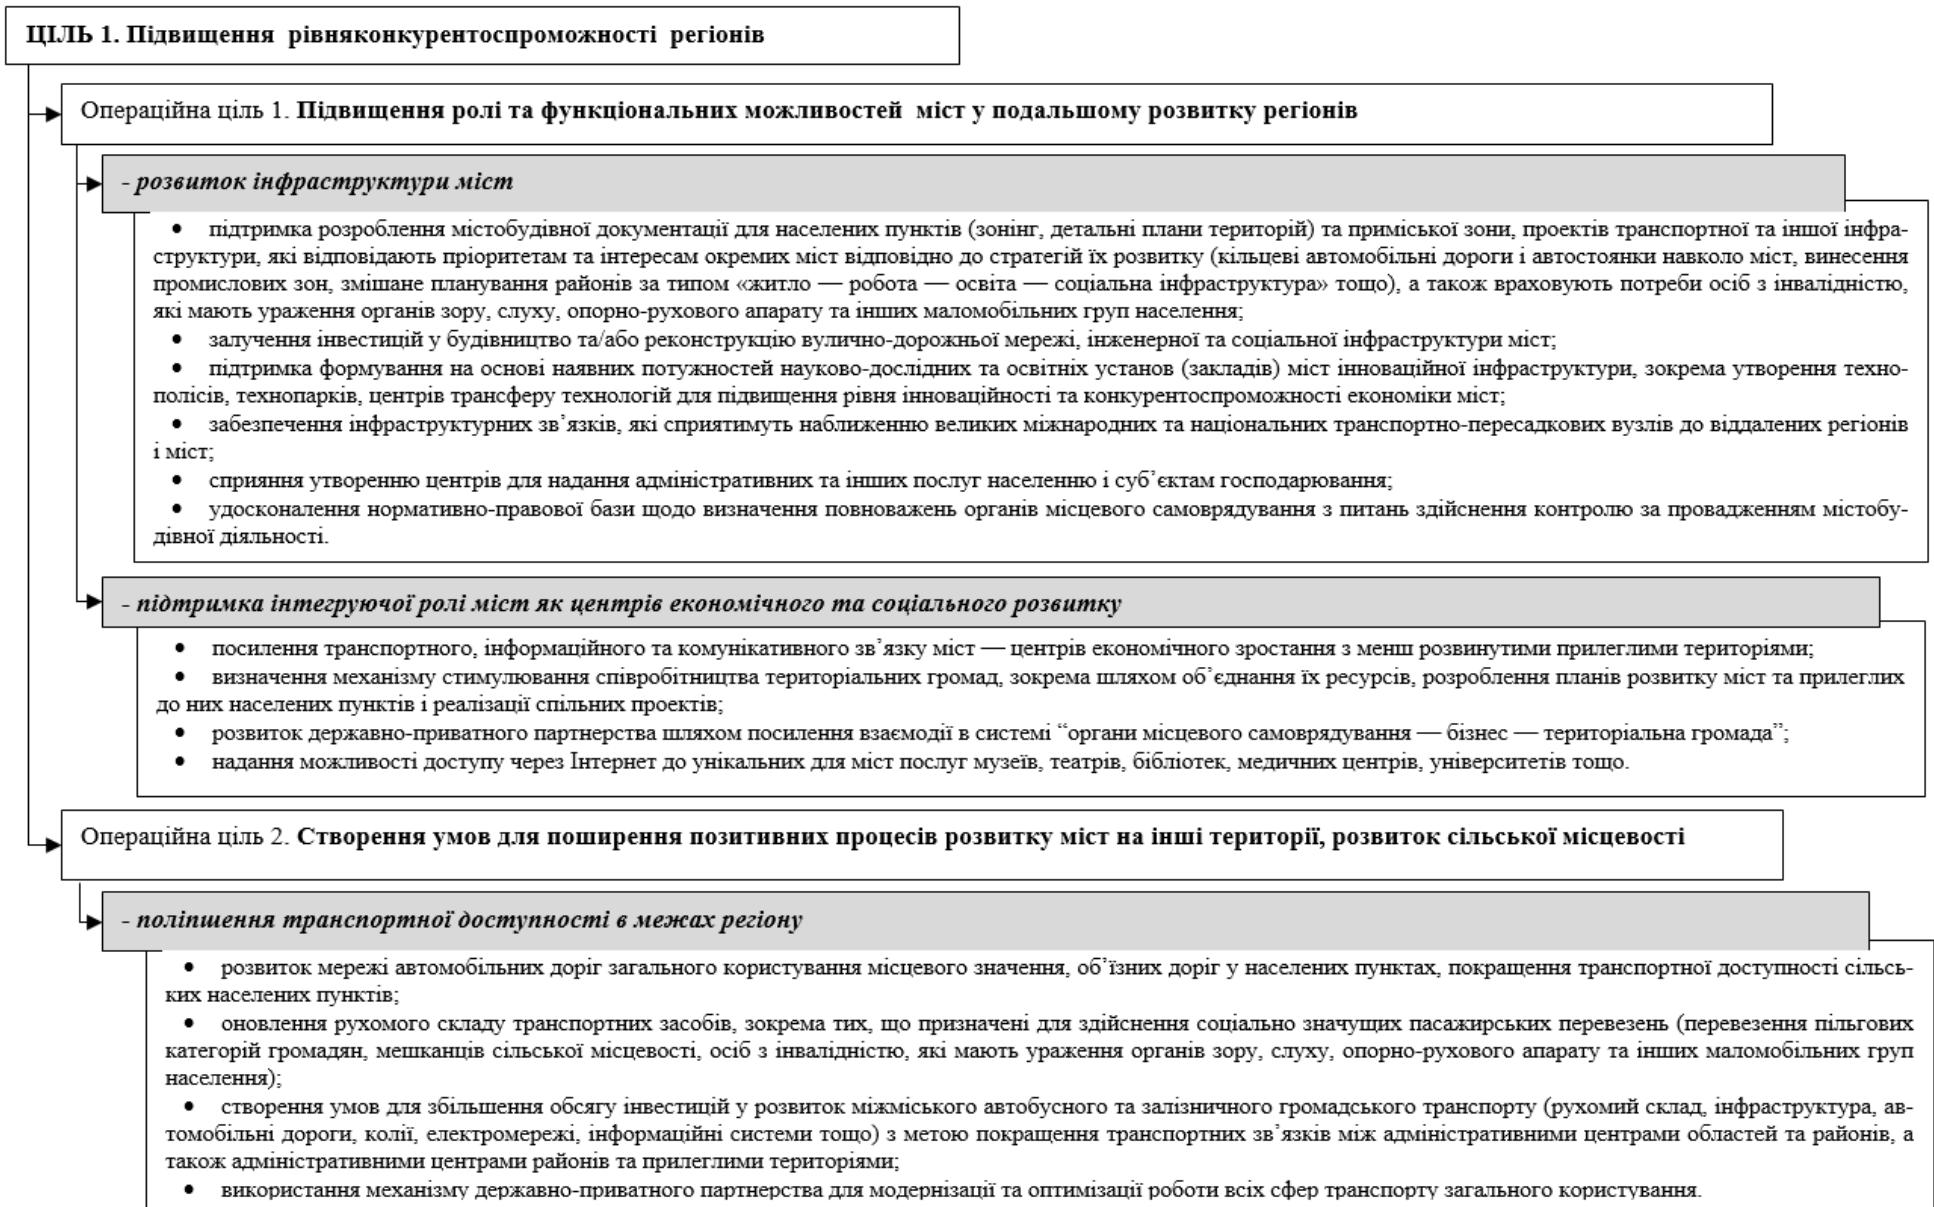 ЦІЛЬ 1. Підвищення рівняконкурентоспроможності регіонів
Операційна ціль 1. Підвищення ролі та функціональних можливостей міст у подальшому розвитку регіонів
- розвиток інфраструктури міст
• підтримка розроблення містобудівної документації для населених пунктів (зонінг, детальні плани територій) та приміської зони, проектів транспортної та іншої інфра-
структури, які відповідають пріоритетам та інтересам окремих міст відповідно до стратегій їх розвитку (кільцеві автомобільні дороги і автостоянки навколо міст, винесення
промислових зон, змішане планування районів за типом «житло — робота — освіта — соціальна інфраструктура» тощо), а також враховують потреби осіб з інвалідністю,
які мають ураження органів зору, слуху, опорно-рухового апарату та інших маломобільних груп населення;
• залучення інвестицій у будівництво та/або реконструкцію вулично-дорожньої мережі, інженерної та соціальної інфраструктури міст;
• підтримка формування на основі наявних потужностей науково-дослідних та освітніх установ (закладів) міст інноваційної інфраструктури, зокрема утворення техно-
полісів, технопарків, центрів трансферу технологій для підвищення рівня інноваційності та конкурентоспроможності економіки міст;
• забезпечення інфраструктурних зв’язків, які сприятимуть наближенню великих міжнародних та національних транспортно-пересадкових вузлів до віддалених регіонів
і міст;
• сприяння утворенню центрів для надання адміністративних та інших послуг населенню і суб’єктам господарювання;
• удосконалення нормативно-правової бази щодо визначення повноважень органів місцевого самоврядування з питань здійснення контролю за провадженням містобу-
дівної діяльності.
- підтримка інтегруючої ролі міст як центрів економічного та соціального розвитку
• посилення транспортного, інформаційного та комунікативного зв’язку міст — центрів економічного зростання з менш розвинутими прилеглими територіями;
• визначення механізму стимулювання співробітництва територіальних громад, зокрема шляхом об’єднання їх ресурсів, розроблення планів розвитку міст та прилеглих
до них населених пунктів і реалізації спільних проектів;
• розвиток державно-приватного партнерства шляхом посилення взаємодії в системі “органи місцевого самоврядування — бізнес — територіальна громада”;
• надання можливості доступу через Інтернет до унікальних для міст послуг музеїв, театрів, бібліотек, медичних центрів, університетів тощо.
Операційна ціль 2. Створення умов для поширення позитивних процесів розвитку міст на інші території, розвиток сільської місцевості
- поліпшення транспортної доступності в межах регіону
• розвиток мережі автомобільних доріг загального користування місцевого значення, об’їзних доріг у населених пунктах, покращення транспортної доступності сільсь-
ких населених пунктів;
• оновлення рухомого складу транспортних засобів, зокрема тих, що призначені для здійснення соціально значущих пасажирських перевезень (перевезення пільгових
категорій громадян, мешканців сільської місцевості, осіб з інвалідністю, які мають ураження органів зору, слуху, опорно-рухового апарату та інших маломобільних груп
населення);
• створення умов для збільшення обсягу інвестицій у розвиток міжміського автобусного та залізничного громадського транспорту (рухомий склад, інфраструктура, ав-
томобільні дороги, колії, електромережі, інформаційні системи тощо) з метою покращення транспортних зв’язків між адміністративними центрами областей та районів, а
також адміністративними центрами районів та прилеглими територіями;
• використання механізму державно-приватного партнерства для модернізації та оптимізації роботи всіх сфер транспорту загального користування.